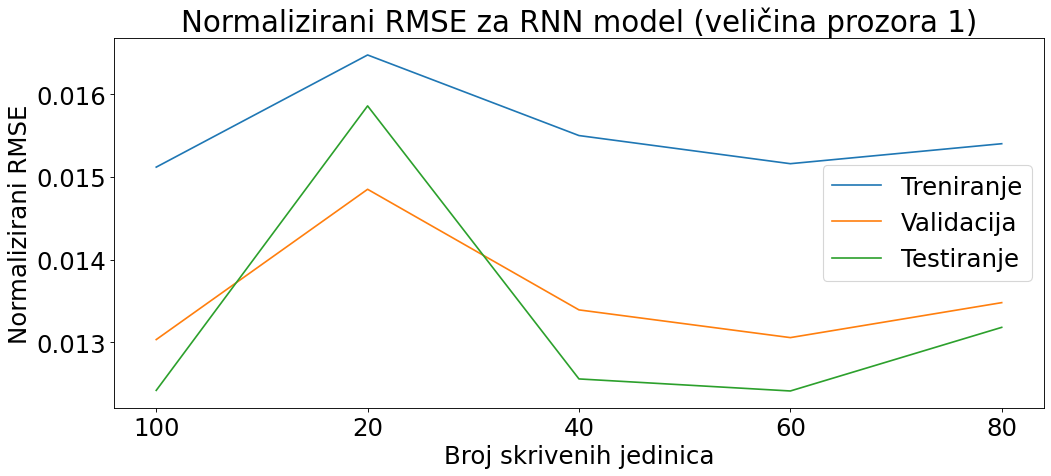 Normalizirani RMSE za RNN model (veličina prozora 1)
Normalizirani RMSE
0.016
0.015
0.014
0.013
Treniranje
Validacija
Testiranje
100
20
40
60
80
Broj skrivenih jedinica